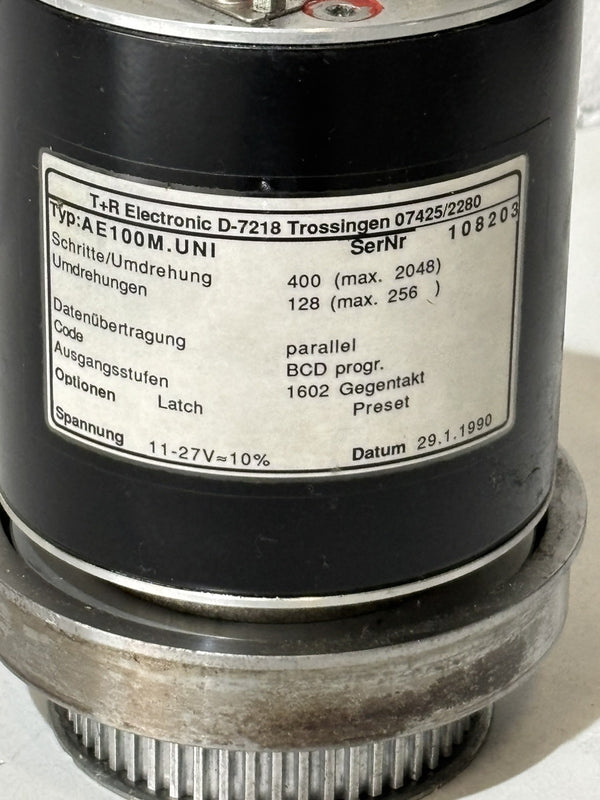 T+R Electronic D-7218 Trossingen 07425/2280
Typ:AE100M.UNI SerNr 108203
Schritte/Umdrehung 400 (max. 2048)
Umdrehungen 128 (max. 256 )
Datenübertragung parallel
Code BCD progr.
Ausgangsstufen 1602 Gegentakt
Optionen Latch Preset
Spannung 11-27V≈10% Datum 29.1.1990